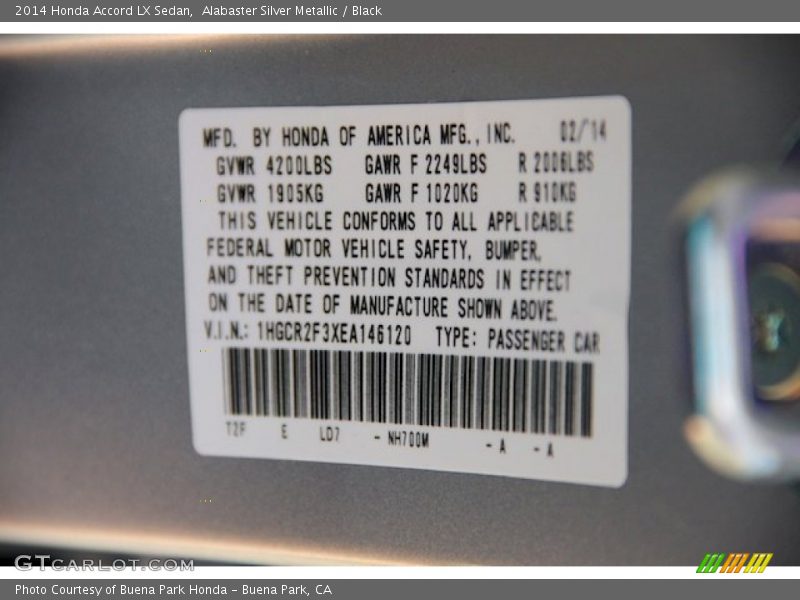 2014 Honda Accord LX Sedan,  Alabaster Silver Metallic / Black
MFD. BY HONDA OF AMERICA MFG., INC. 02/14
GVWR 4200LBS GAWR F 2249LBS R 2006LBS
GVWR 1905KG GAWR F 1020KG R 910KG
THIS VEHICLE CONFORMS TO ALL APPLICABLE
FEDERAL MOTOR VEHICLE SAFETY, BUMPER,
AND THEFT PREVENTION STANDARDS IN EFFECT
ON THE DATE OF MANUFACTURE SHOWN ABOVE.
V.I.N.: 1HGCR2F3XEA146120 TYPE: PASSENGER CAR
T2F E LD7 - NH700M - A - A
GTCARLOT.COM
Photo Courtesy of Buena Park Honda - Buena Park, CA